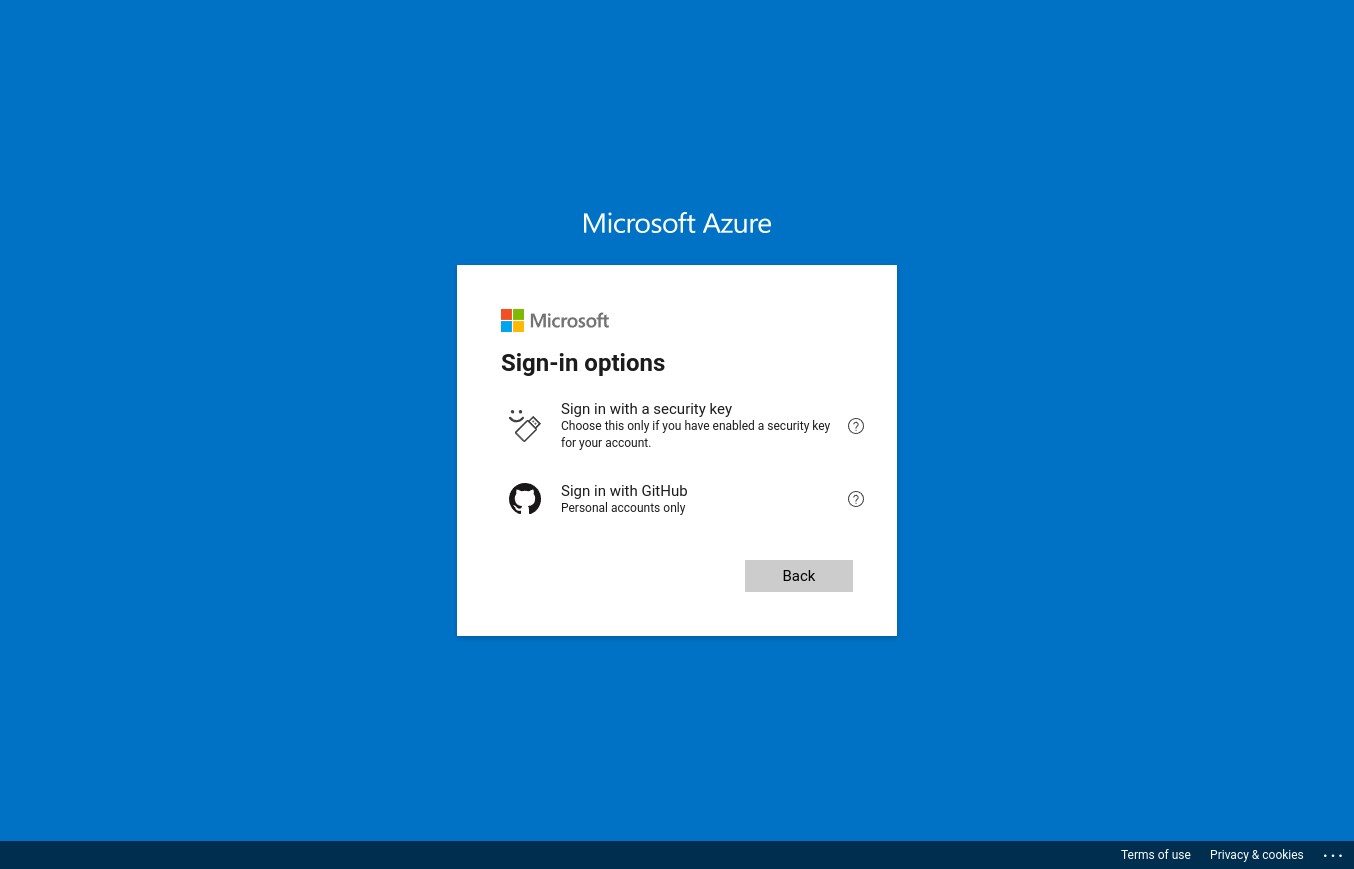 Microsoft Azure
Microsoft
Sign-in options
Sign in with a security key
Choose this only if you have enabled a security key
for your account.
Sign in with GitHub
Personal accounts only
Back
Terms of use Privacy & cookies ...